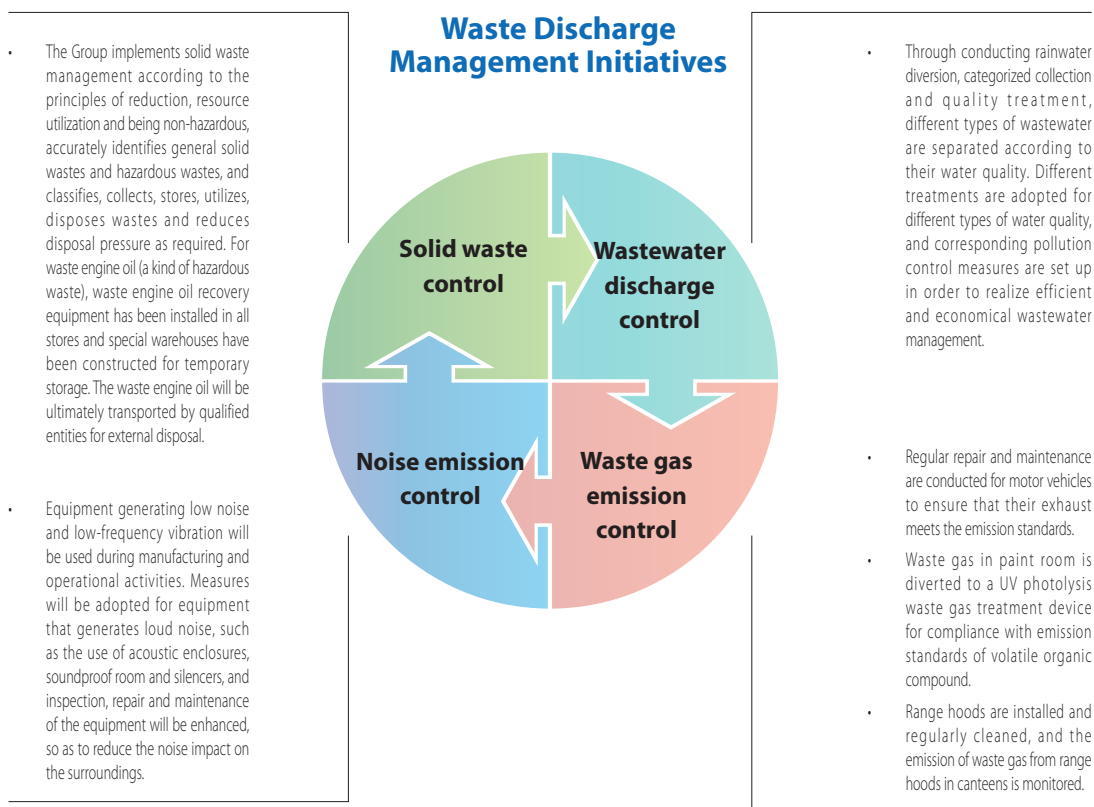 Waste Discharge
Management Initiatives
• The Group implements solid waste
management according to the
principles of reduction, resource
utilization and being non-hazardous,
accurately identifies general solid
wastes and hazardous wastes, and
classifies, collects, stores, utilizes,
disposes wastes and reduces
disposal pressure as required. For
waste engine oil (a kind of hazardous
waste), waste engine oil recovery
equipment has been installed in all
stores and special warehouses have
been constructed for temporary
storage. The waste engine oil will be
ultimately transported by qualified
entities for external disposal.
• Equipment generating low noise
and low-frequency vibration will
be used during manufacturing and
operational activities. Measures
will be adopted for equipment
that generates loud noise, such
as the use of acoustic enclosures,
soundproof room and silencers, and
inspection, repair and maintenance
of the equipment will be enhanced,
so as to reduce the noise impact on
the surroundings.
Solid waste
control
Wastewater
discharge
control
Noise emission
control
Waste gas
emission
control
• Through conducting rainwater
diversion, categorized collection
and quality treatment,
different types of wastewater
are separated according to
their water quality. Different
treatments are adopted for
different types of water quality,
and corresponding pollution
control measures are set up
in order to realize efficient
and economical wastewater
management.
• Regular repair and maintenance
are conducted for motor vehicles
to ensure that their exhaust
meets the emission standards.
• Waste gas in paint room is
diverted to a UV photolysis
waste gas treatment device
for compliance with emission
standards of volatile organic
compound.
• Range hoods are installed and
regularly cleaned, and the
emission of waste gas from range
hoods in canteens is monitored.